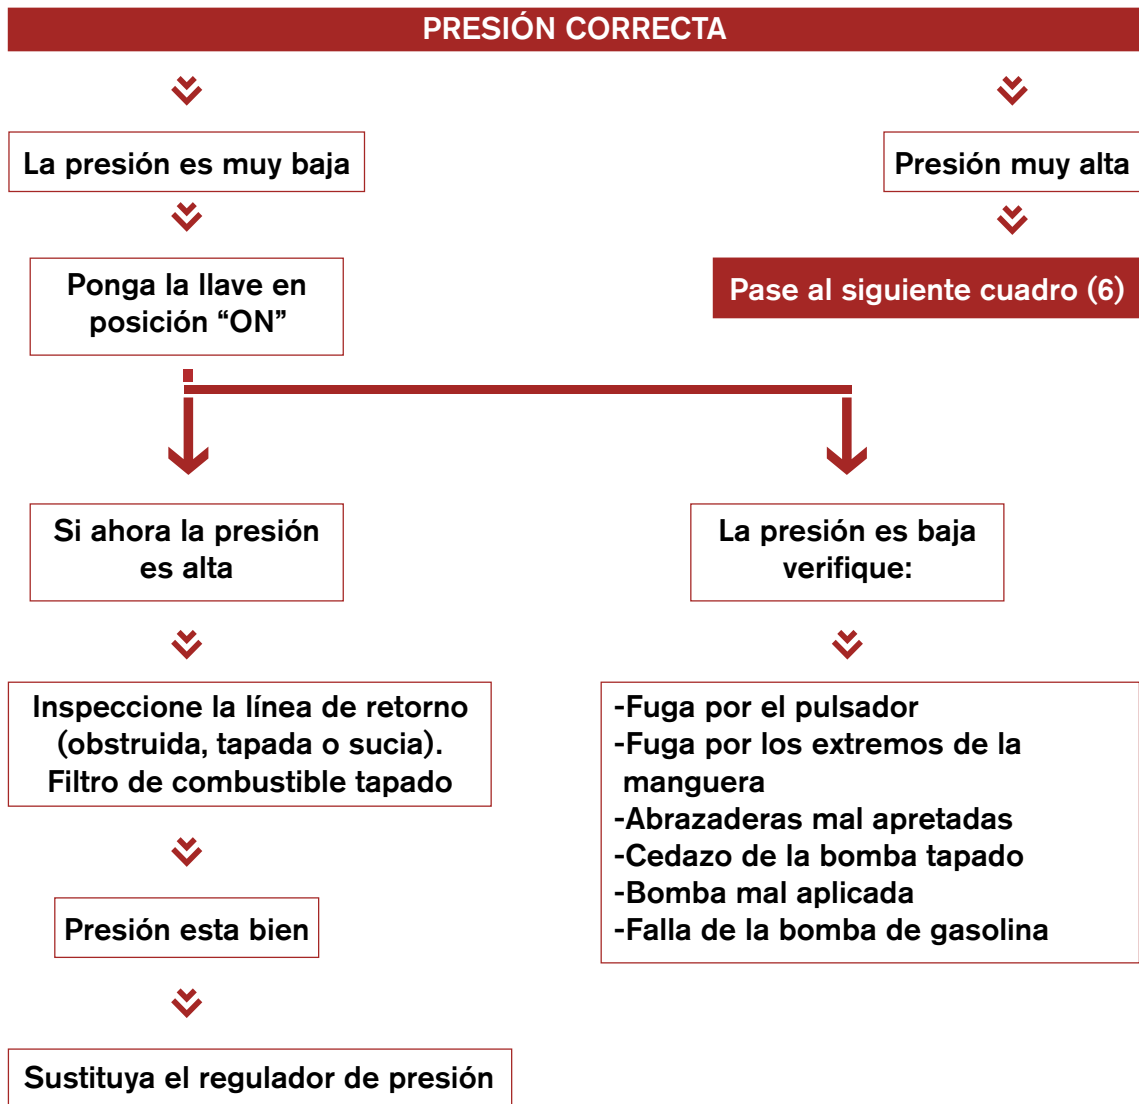 PRESIÓN CORRECTA
La presión es muy baja
Presión muy alta
Ponga la llave en
posición “ON”
Pase al siguiente cuadro (6)
Si ahora la presión
es alta
La presión es baja
verifique:
Inspeccione la línea de retorno
(obstruida, tapada o sucia).
Filtro de combustible tapado
-Fuga por el pulsador
-Fuga por los extremos de la
manguera
-Abrazaderas mal apretadas
-Cedazo de la bomba tapado
-Bomba mal aplicada
-Falla de la bomba de gasolina
Presión esta bien
Sustituya el regulador de presión